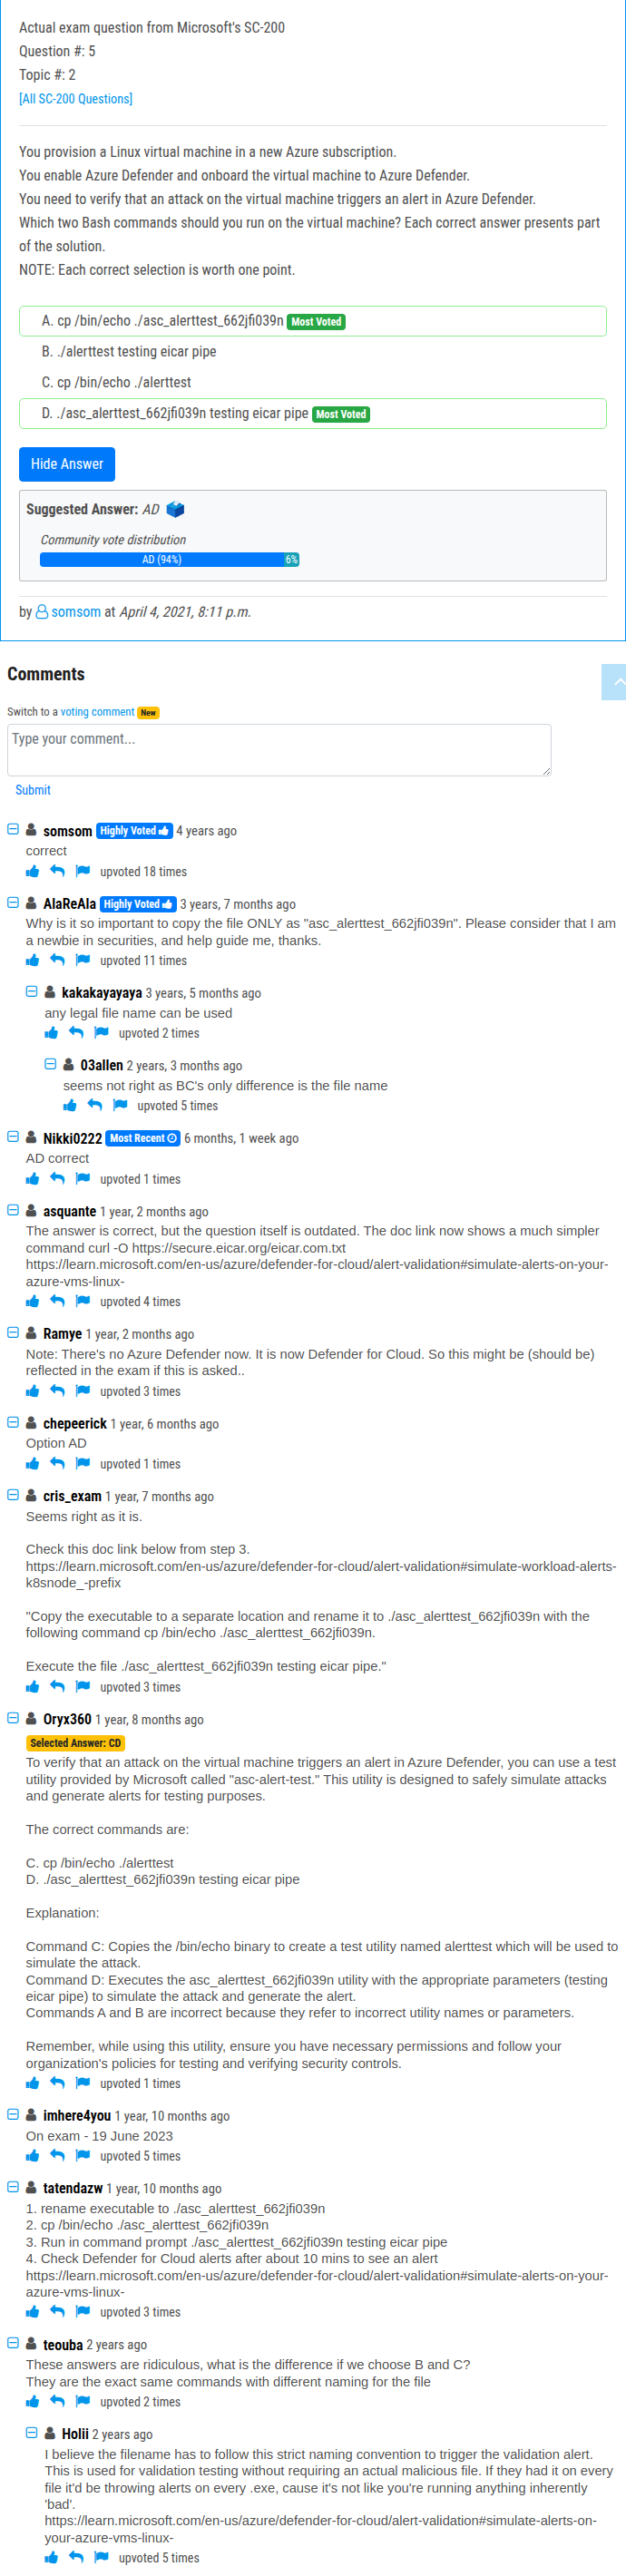 Actual exam question from Microsoft's SC-200
Question #: 5
Topic #: 2
[All SC-200 Questions]
You provision a Linux virtual machine in a new Azure subscription.
You enable Azure Defender and onboard the virtual machine to Azure Defender.
You need to verify that an attack on the virtual machine triggers an alert in Azure Defender.
Which two Bash commands should you run on the virtual machine? Each correct answer presents part
of the solution.
NOTE: Each correct selection is worth one point.
A. cp /bin/echo ./asc_alerttest_662jfi039n Most Voted
B. ./alerttest testing eicar pipe
C. cp /bin/echo ./alerttest
D. ./asc_alerttest_662jfi039n testing eicar pipe Most Voted
Hide Answer
Suggested Answer: AD
Community vote distribution
AD (94%) 6%
by somsom at April 4, 2021, 8:11 p.m.
Comments
Switch to a voting comment New
Type your comment...
Submit
somsom Highly Voted 4 years ago
correct
upvoted 18 times
AlaReAla Highly Voted 3 years, 7 months ago
Why is it so important to copy the file ONLY as "asc_alerttest_662jfi039n". Please consider that I am
a newbie in securities, and help guide me, thanks.
upvoted 11 times
kakakayayaya 3 years, 5 months ago
any legal file name can be used
upvoted 2 times
03allen 2 years, 3 months ago
seems not right as BC's only difference is the file name
upvoted 5 times
Nikki0222 Most Recent 6 months, 1 week ago
AD correct
upvoted 1 times
asquante 1 year, 2 months ago
The answer is correct, but the question itself is outdated. The doc link now shows a much simpler
command curl -O https://secure.eicar.org/eicar.com.txt
https://learn.microsoft.com/en-us/azure/defender-for-cloud/alert-validation#simulate-alerts-on-your-
azure-vms-linux-
upvoted 4 times
Ramye 1 year, 2 months ago
Note: There's no Azure Defender now. It is now Defender for Cloud. So this might be (should be)
reflected in the exam if this is asked..
upvoted 3 times
chepeerick 1 year, 6 months ago
Option AD
upvoted 1 times
cris_exam 1 year, 7 months ago
Seems right as it is.
Check this doc link below from step 3.
https://learn.microsoft.com/en-us/azure/defender-for-cloud/alert-validation#simulate-workload-alerts-
k8snode_-prefix
"Copy the executable to a separate location and rename it to ./asc_alerttest_662jfi039n with the
following command cp /bin/echo ./asc_alerttest_662jfi039n.
Execute the file ./asc_alerttest_662jfi039n testing eicar pipe."
upvoted 3 times
Oryx360 1 year, 8 months ago
Selected Answer: CD
To verify that an attack on the virtual machine triggers an alert in Azure Defender, you can use a test
utility provided by Microsoft called "asc-alert-test." This utility is designed to safely simulate attacks
and generate alerts for testing purposes.
The correct commands are:
C. cp /bin/echo ./alerttest
D. ./asc_alerttest_662jfi039n testing eicar pipe
Explanation:
Command C: Copies the /bin/echo binary to create a test utility named alerttest which will be used to
simulate the attack.
Command D: Executes the asc_alerttest_662jfi039n utility with the appropriate parameters (testing
eicar pipe) to simulate the attack and generate the alert.
Commands A and B are incorrect because they refer to incorrect utility names or parameters.
Remember, while using this utility, ensure you have necessary permissions and follow your
organization's policies for testing and verifying security controls.
upvoted 1 times
imhere4you 1 year, 10 months ago
On exam - 19 June 2023
upvoted 5 times
tatendazw 1 year, 10 months ago
1. rename executable to ./asc_alerttest_662jfi039n
2. cp /bin/echo ./asc_alerttest_662jfi039n
3. Run in command prompt ./asc_alerttest_662jfi039n testing eicar pipe
4. Check Defender for Cloud alerts after about 10 mins to see an alert
https://learn.microsoft.com/en-us/azure/defender-for-cloud/alert-validation#simulate-alerts-on-your-
azure-vms-linux-
upvoted 3 times
teouba 2 years ago
These answers are ridiculous, what is the difference if we choose B and C?
They are the exact same commands with different naming for the file
upvoted 2 times
Holii 2 years ago
I believe the filename has to follow this strict naming convention to trigger the validation alert.
This is used for validation testing without requiring an actual malicious file. If they had it on every
file it'd be throwing alerts on every .exe, cause it's not like you're running anything inherently
'bad'.
https://learn.microsoft.com/en-us/azure/defender-for-cloud/alert-validation#simulate-alerts-on-
your-azure-vms-linux-
upvoted 5 times